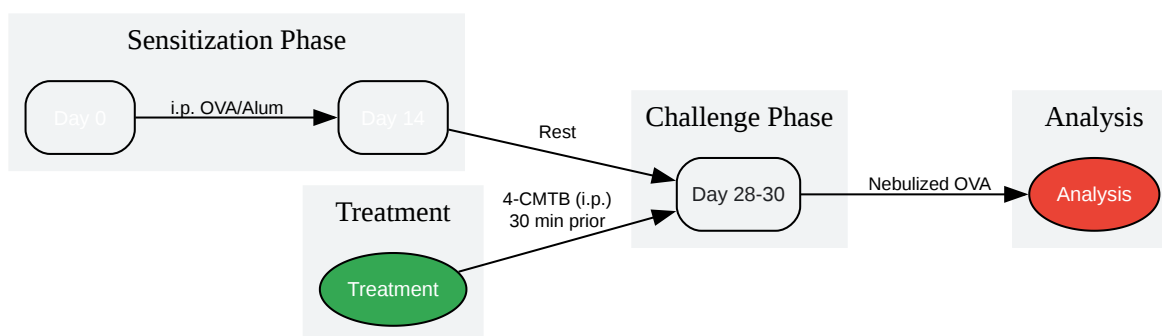 Sensitization Phase
Day 0
i.p. OVA/Alum
Day 14
Rest
Treatment
Treatment
4-CMTB (i.p.)
30 min prior
Challenge Phase
Day 28-30
Nebulized OVA
Analysis
Analysis